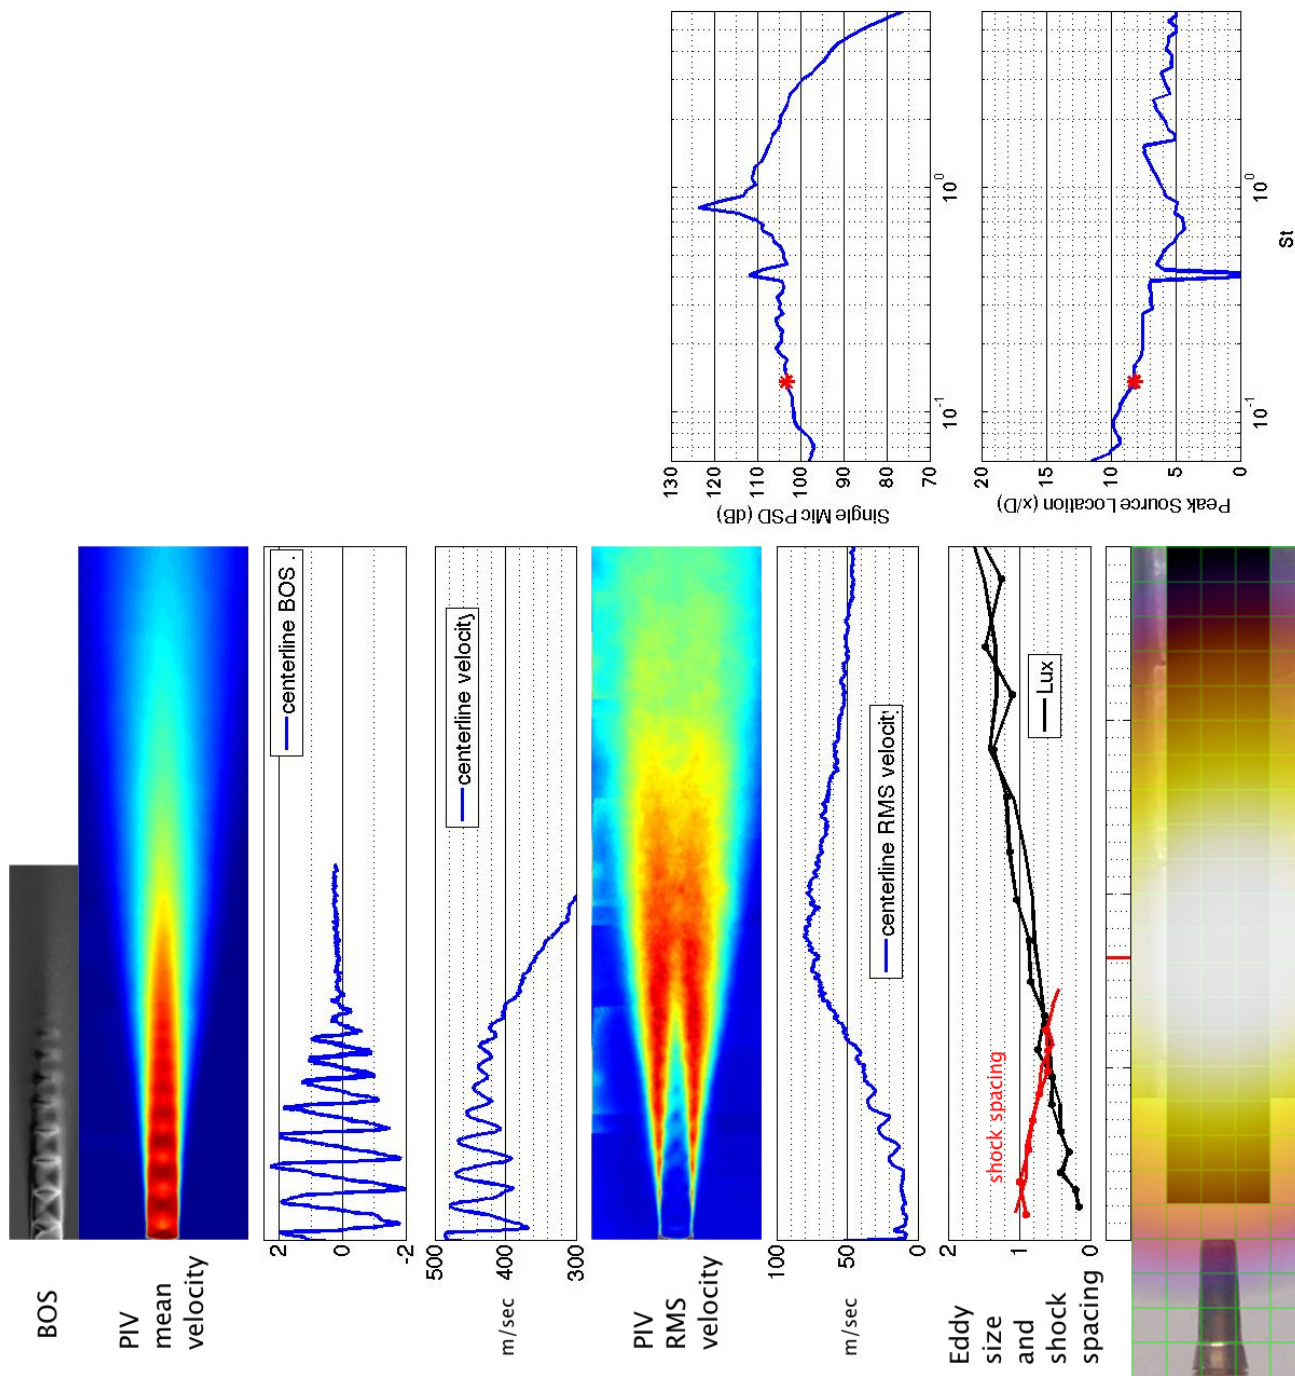 BOS
PIV
mean
velocity
centerline BOS .
2
0
-2
500
400
300
m/sec
centerline velocity
PIV
RMS
velocity
100
50
0
m/sec
centerline RMS velocity
Eddy
size
and
shock
spacing
2
1
0
shock spacing
Lux
130
120
110
100
90
80
70
Single Mic PSD (dB)
10-1
100
20
15
10
5
0
Peak Source Location (x/D)
10-1
100
St